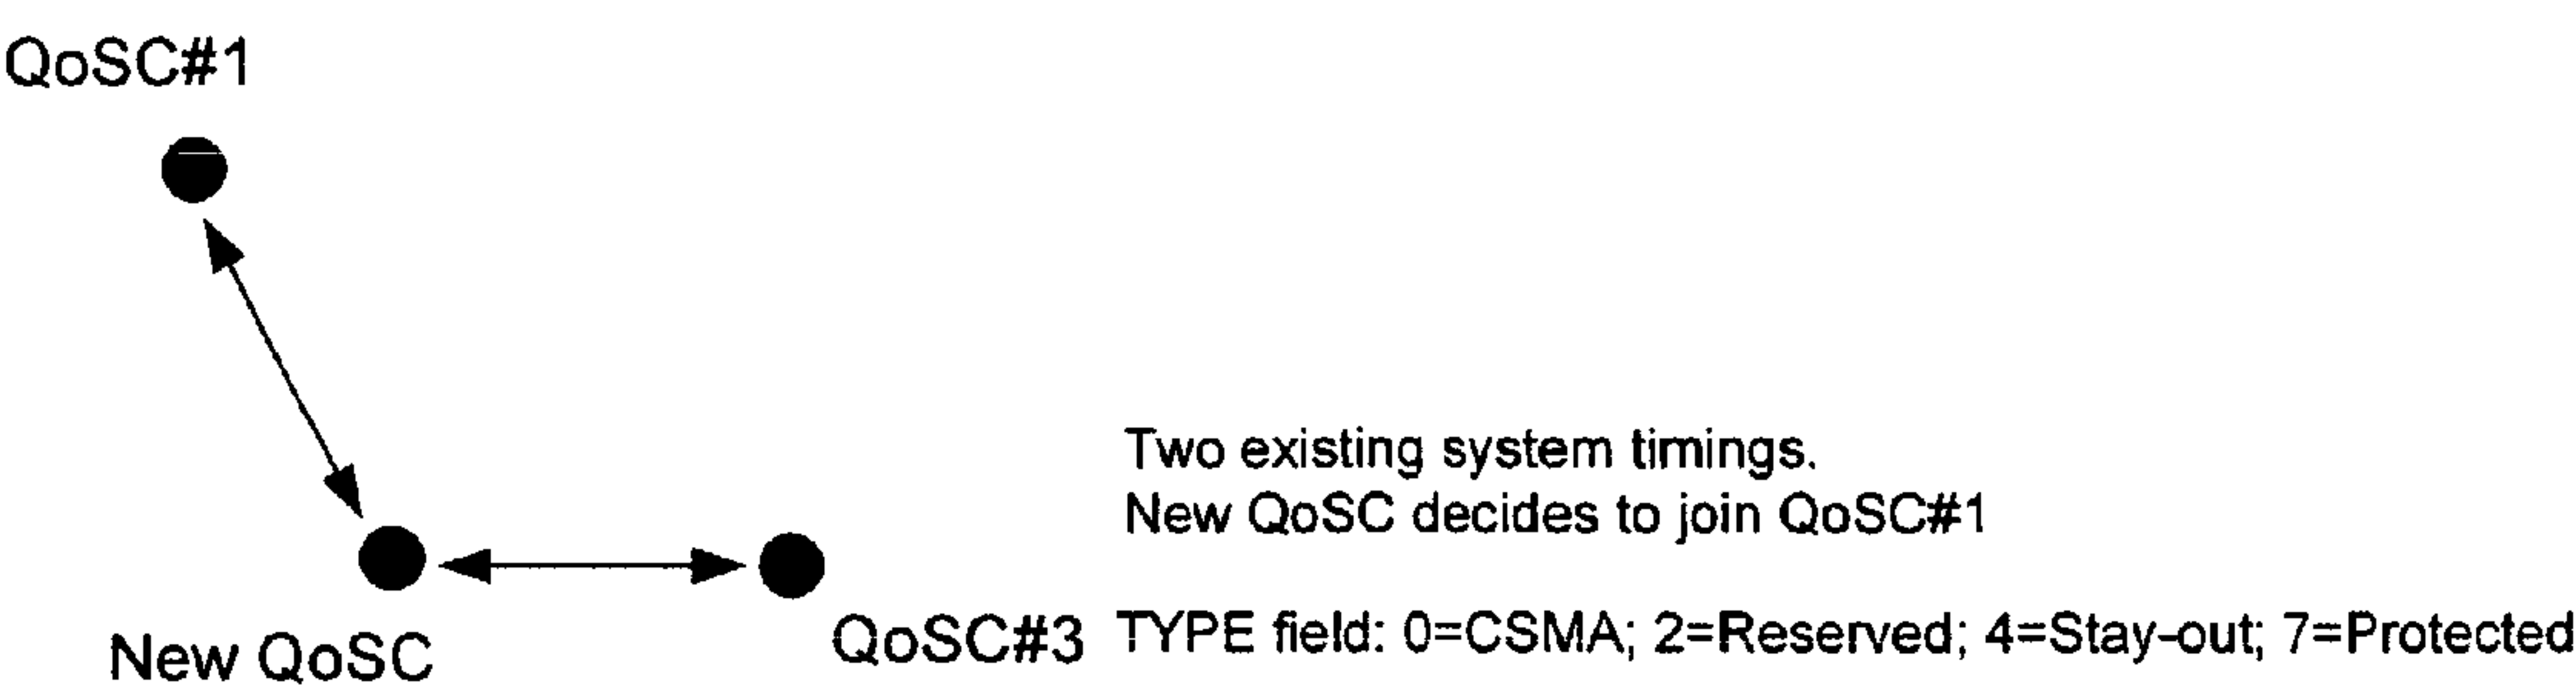 QoSC#1
Two existing system timings.
New QoSC decides to join QoSC#1
New QoSC
QoSC#3
TYPE field: 0=CSMA; 2=Reserved; 4=Stay-out; 7=Protected